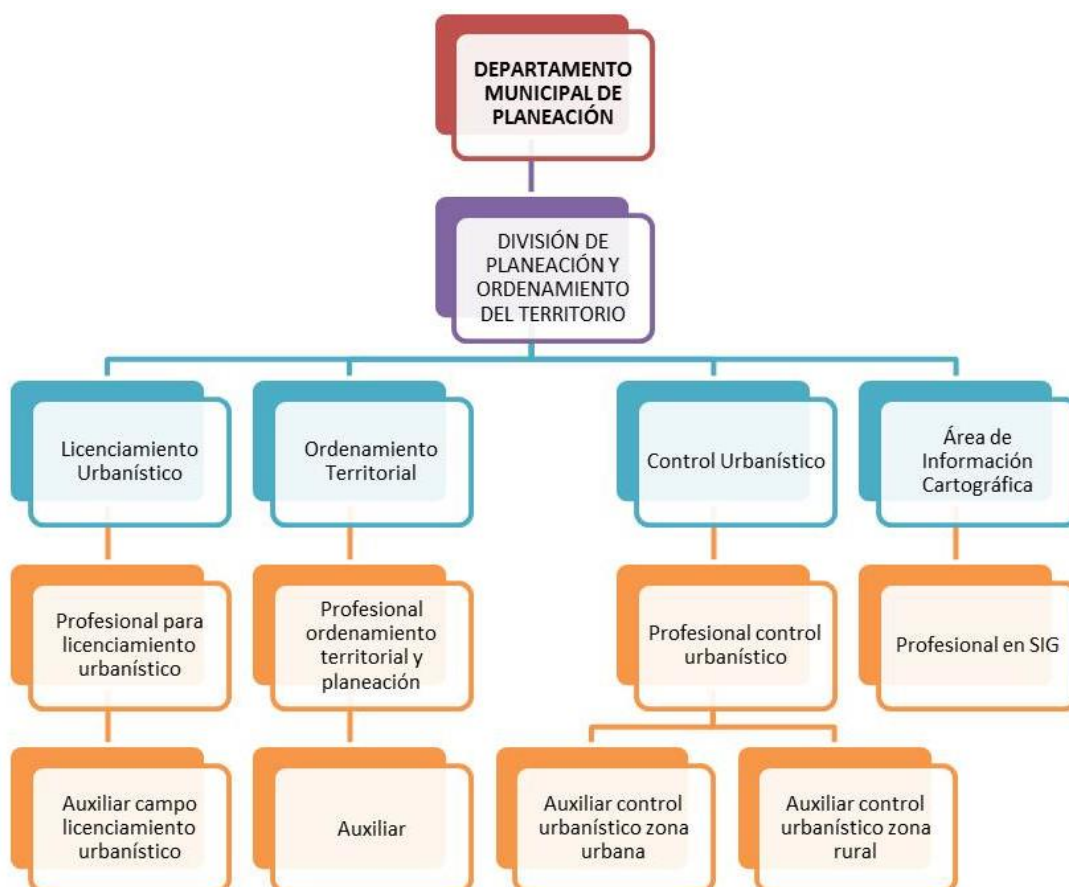 DEPARTAMENTO
MUNICIPAL DE
PLANEACIÓN
DIVISIÓN DE
PLANEACIÓN Y
ORDENAMIENTO
DEL TERRITORIO
Licenciamiento
Urbanístico
Ordenamiento
Territorial
Control Urbanístico
Área de
Información
Cartográfica
Profesional para
licenciamiento
urbanístico
Profesional
ordenamiento
territorial y
planeación
Profesional control
urbanístico
Profesional en SIG
Auxiliar campo
licenciamiento
urbanístico
Auxiliar
Auxiliar control
urbanístico zona
urbana
Auxiliar control
urbanístico zona
rural